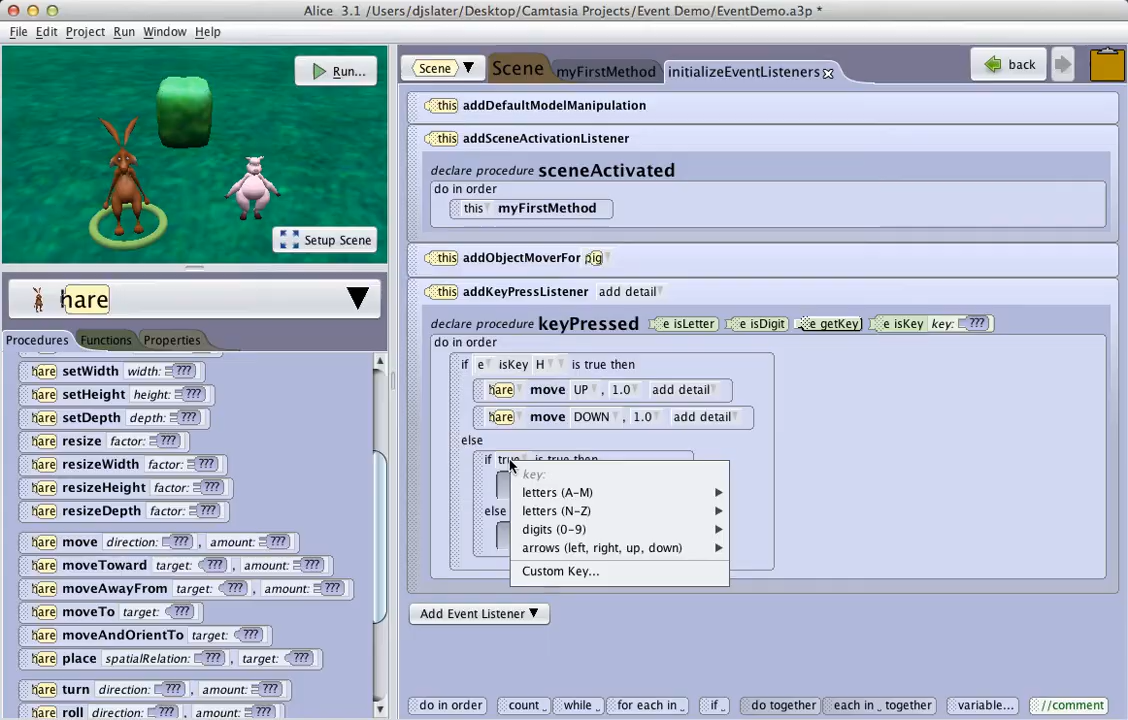 Alice 3.1 /Users/djslater/Desktop/Camtasia Projects/Event Demo/EventDemo.a3p *
File Edit Project Run Window Help
Run...
Setup Scene
hare
Procedures Functions Properties
hare setWidth width: ???
hare setHeight height: ???
hare setDepth depth: ???
hare resize factor: ???
hare resizeWidth factor: ???
hare resizeHeight factor: ???
hare resizeDepth factor: ???
hare move direction: ??? , amount: ???
hare moveToward target: ??? , amount: ???
hare moveAwayFrom target: ??? , amount: ???
hare moveTo target: ???
hare moveAndOrientTo target: ???
hare place spatialRelation: ??? , target: ???
hare turn direction: ??? , amount: ???
hare roll direction: ??? , amount: ???
Scene Scene myFirstMethod initializeEventListeners back
this addDefaultModelManipulation
this addSceneActivationListener
declare procedure sceneActivated
do in order
this myFirstMethod
this addObjectMoverFor pig
this addKeyPressListener add detail
declare procedure keyPressed e isLetter e isDigit e getKey e isKey key: ???
do in order
if e isKey H is true then
hare move UP , 1.0 add detail
hare move DOWN , 1.0 add detail
else
if true is true then
key:
letters (A-M)
letters (N-Z)
else
digits (0-9)
arrows (left, right, up, down)
Custom Key...
Add Event Listener
do in order count while for each in if do together each in together variable... //comment